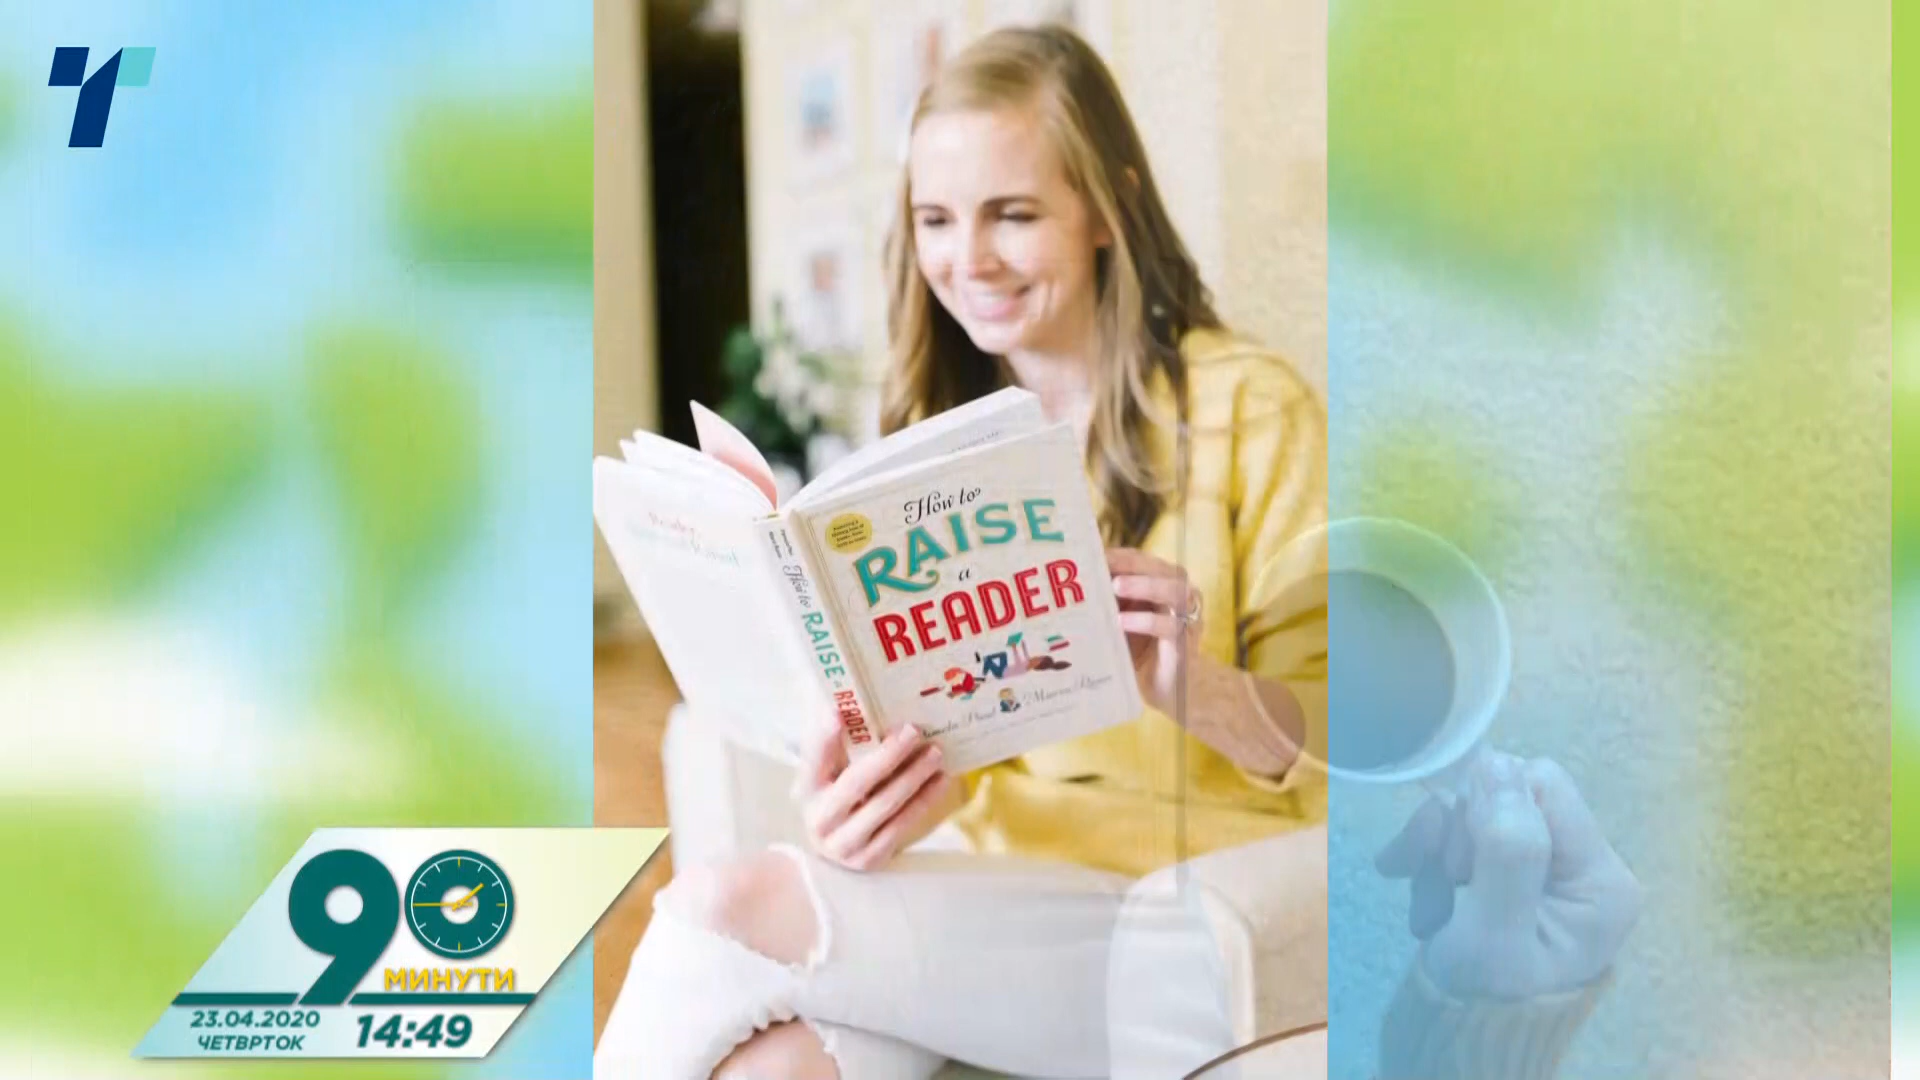 How to
RAISE
a
READER
How to RAISE a READER
90
МИНУТИ
23.04.2020
ЧЕТВРТОК
14:49